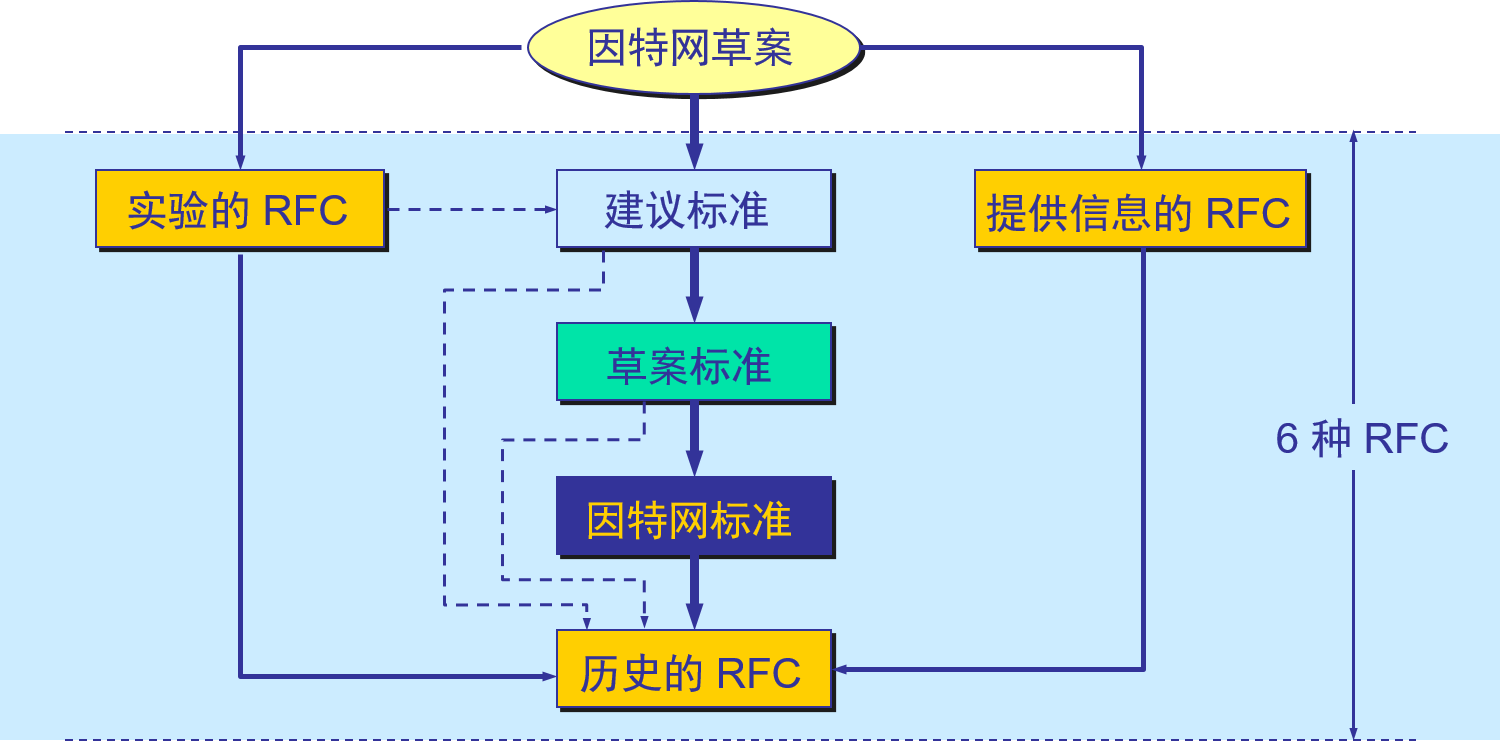 因特网草案
实验的 RFC
建议标准
提供信息的 RFC
草案标准
6 种 RFC
因特网标准
历史的 RFC